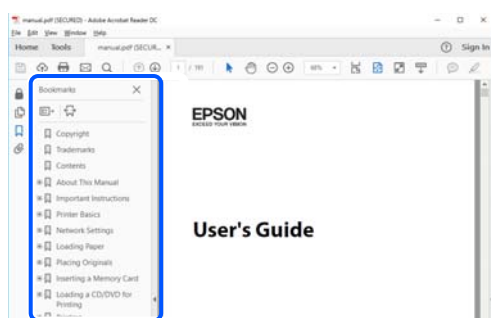 manual.pdf (SECURED) - Adobe Acrobat Reader DC
File Edit View Window Help
Home Tools manual.pdf (SECUR... × Sign In
1 / 191
Bookmarks
EPSON
EXCEED YOUR VISION
Copyright
Trademarks
Contents
About This Manual
Important Instructions
Printer Basics
Network Settings
User's Guide
Loading Paper
Placing Originals
Inserting a Memory Card
Loading a CD/DVD for
Printing